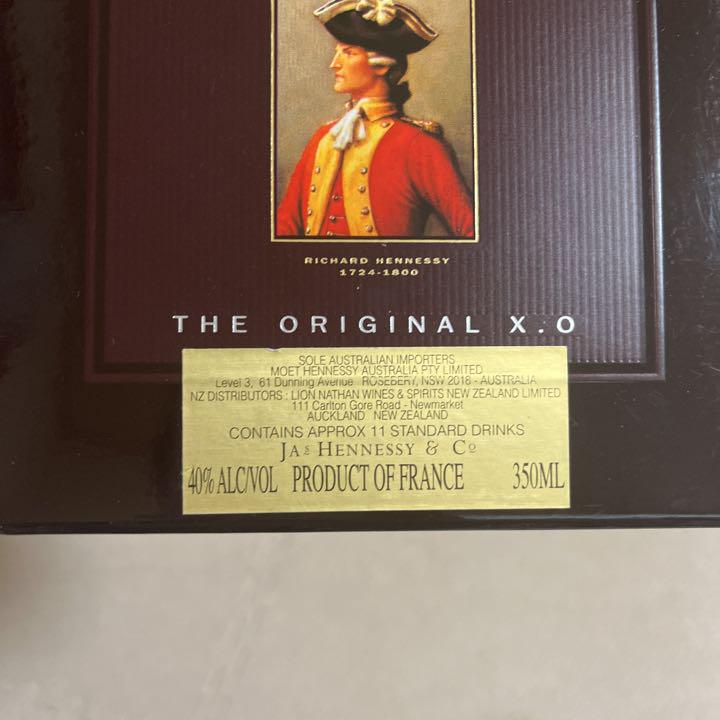 RICHARD HENNESSY
1724-1800
THE ORIGINAL X.O
SOLE AUSTRALIAN IMPORTERS
MOET HENNESSY AUSTRALIA PTY LIMITED
Level 3, 61 Dunning Avenue ROSEBERY, NSW 2018 - AUSTRALIA
NZ DISTRIBUTORS : LION NATHAN WINES & SPIRITS NEW ZEALAND LIMITED
111 Carlton Gore Road - Newmarket
AUCKLAND NEW ZEALAND
CONTAINS APPROX 11 STANDARD DRINKS
JAS HENNESSY & CO
40% ALC/VOL PRODUCT OF FRANCE 350ML